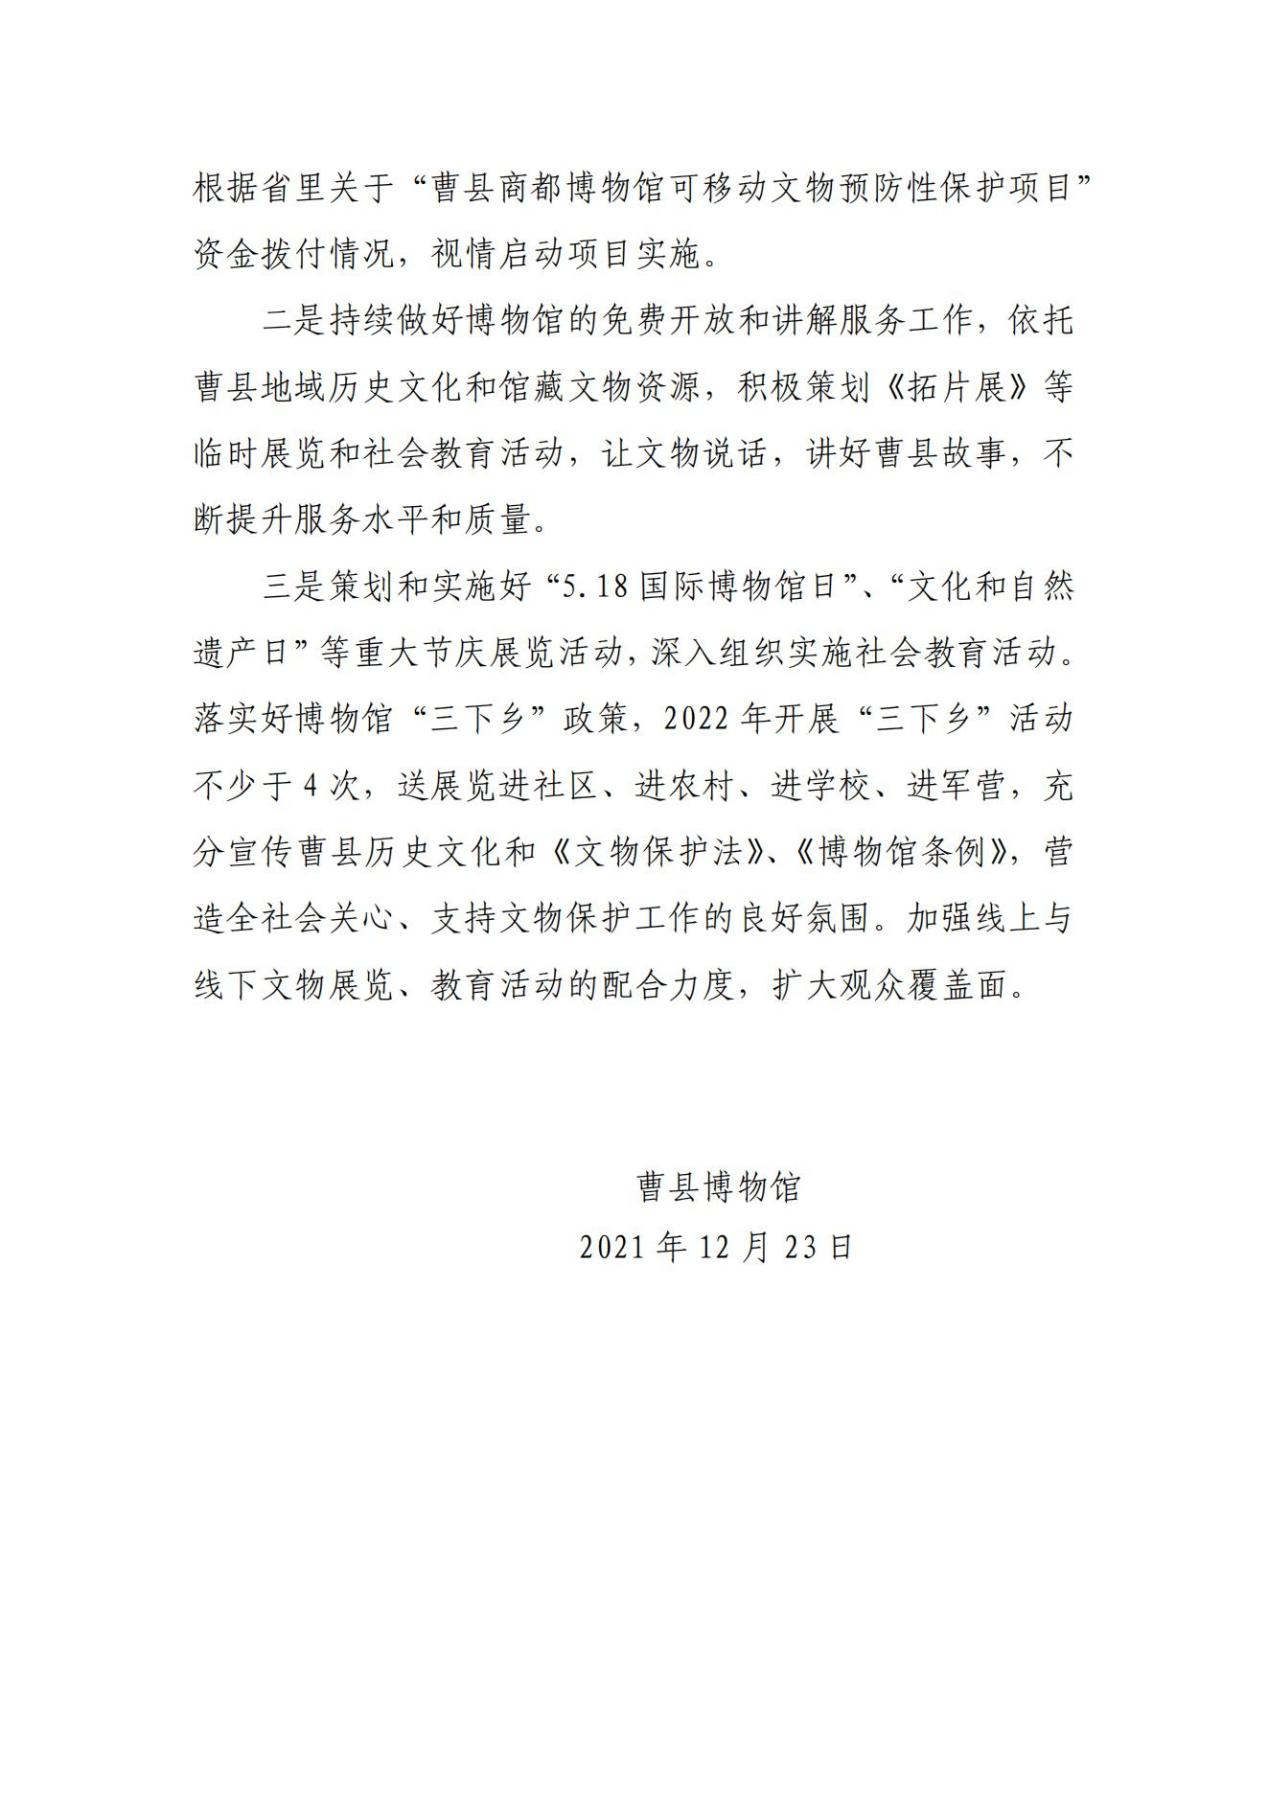 根据省里关于“曹县商都博物馆可移动文物预防性保护项目”
资金拨付情况，视情启动项目实施。
二是持续做好博物馆的免费开放和讲解服务工作，依托
曹县地域历史文化和馆藏文物资源，积极策划《拓片展》等
临时展览和社会教育活动，让文物说话，讲好曹县故事，不
断提升服务水平和质量。
三是策划和实施好“5.18国际博物馆日”、“文化和自然
遗产日”等重大节庆展览活动，深入组织实施社会教育活动。
落实好博物馆“三下乡”政策，2022年开展“三下乡”活动
不少于4次，送展览进社区、进农村、进学校、进军营，充
分宣传曹县历史文化和《文物保护法》、《博物馆条例》，营
造全社会关心、支持文物保护工作的良好氛围。加强线上与
线下文物展览、教育活动的配合力度，扩大观众覆盖面。
曹县博物馆
2021年12月23日